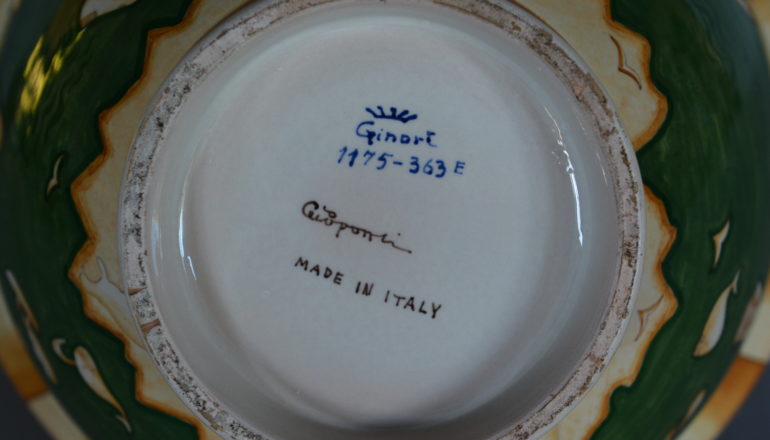 Ginori
1175-363 E
Gio Ponti
MADE IN ITALY